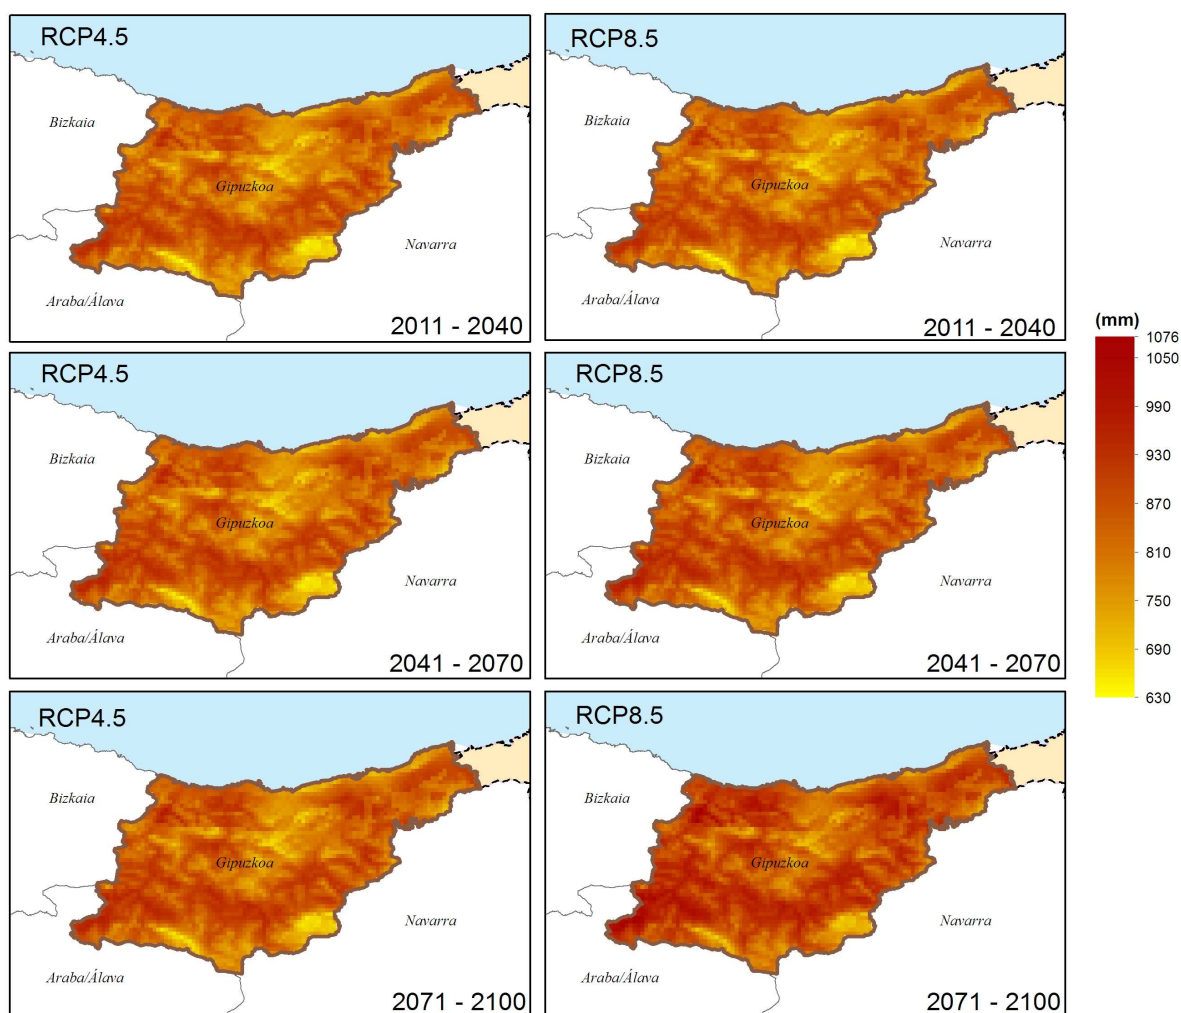 RCP4.5
Bizkaia
Gipuzkoa
Navarra
Araba/Álava
2011 - 2040
RCP8.5
Bizkaia
Gipuzkoa
Navarra
Araba/Álava
2011 - 2040
RCP4.5
Bizkaia
Gipuzkoa
Navarra
Araba/Álava
2041 - 2070
RCP8.5
Bizkaia
Gipuzkoa
Navarra
Araba/Álava
2041 - 2070
RCP4.5
Bizkaia
Gipuzkoa
Navarra
Araba/Álava
2071 - 2100
RCP8.5
Bizkaia
Gipuzkoa
Navarra
Araba/Álava
2071 - 2100
(mm)
1076
1050
990
930
870
810
750
690
630